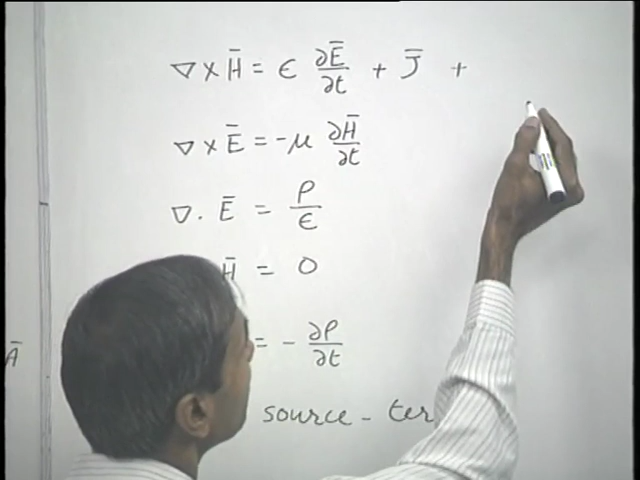 ∇ × H̄ = ϵ ∂Ē/∂t + J̄ +
∇ × Ē = -μ ∂H̄/∂t
∇ . Ē = ρ/ϵ
H̄ = 0
= - ∂ρ/∂t
Ā
source - ter